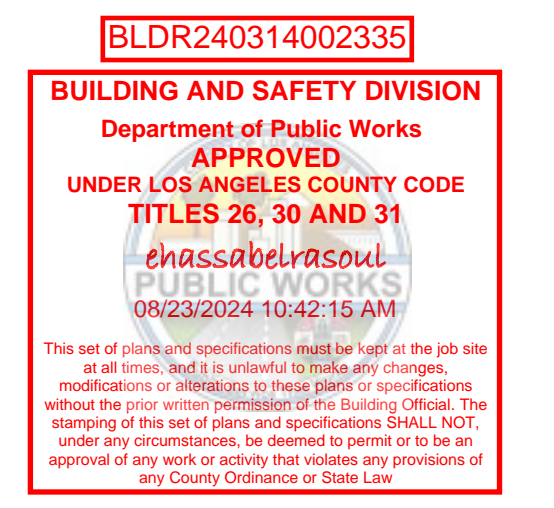 BLDR240314002335
BUILDING AND SAFETY DIVISION
Department of Public Works
APPROVED
UNDER LOS ANGELES COUNTY CODE
TITLES 26, 30 AND 31
ehassabelrasoul
PUBLIC WORKS
08/23/2024 10:42:15 AM
This set of plans and specifications must be kept at the job site
at all times, and it is unlawful to make any changes,
modifications or alterations to these plans or specifications
without the prior written permission of the Building Official. The
stamping of this set of plans and specifications SHALL NOT,
under any circumstances, be deemed to permit or to be an
approval of any work or activity that violates any provisions of
any County Ordinance or State Law